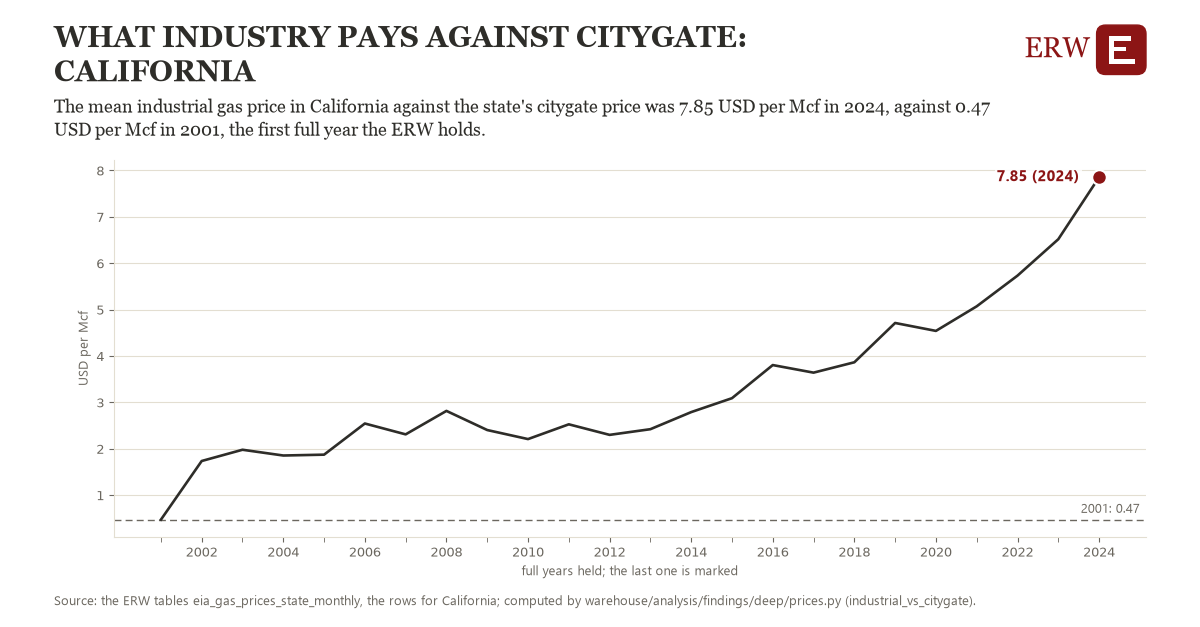 WHAT INDUSTRY PAYS AGAINST CITYGATE:
CALIFORNIA
ERW E
The mean industrial gas price in California against the state's citygate price was 7.85 USD per Mcf in 2024, against 0.47
USD per Mcf in 2001, the first full year the ERW holds.
8
7
6
5
4
3
2
1
USD per Mcf
7.85 (2024)
2001: 0.47
2002 2004 2006 2008 2010 2012 2014 2016 2018 2020 2022 2024
full years held; the last one is marked
Source: the ERW tables eia_gas_prices_state_monthly, the rows for California; computed by warehouse/analysis/findings/deep/prices.py (industrial_vs_citygate).